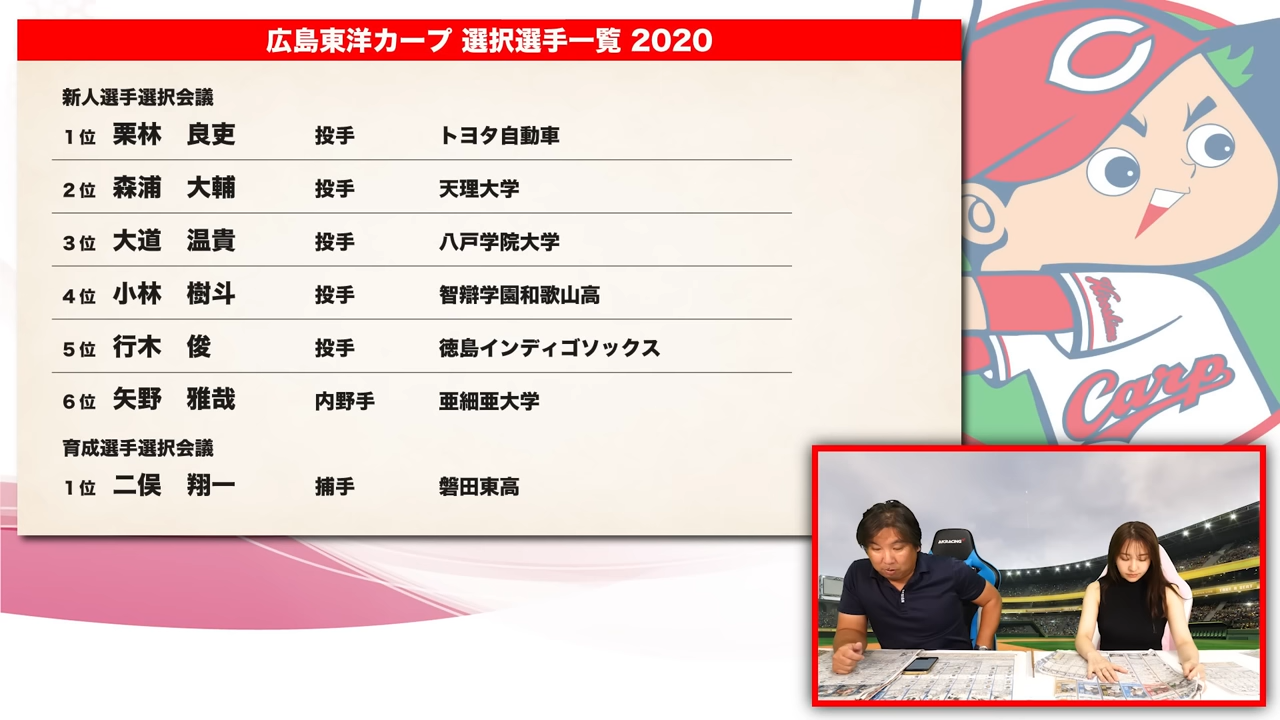 広島東洋カープ 選択選手一覧 2020
新人選手選択会議
1位 栗林 良吏 投手 トヨタ自動車
2位 森浦 大輔 投手 天理大学
3位 大道 温貴 投手 八戸学院大学
4位 小林 樹斗 投手 智辯学園和歌山高
5位 行木 俊 投手 徳島インディゴソックス
6位 矢野 雅哉 内野手 亜細亜大学
育成選手選択会議
1位 二俣 翔一 捕手 磐田東高
C
Hiroshima
Carp
AKRACING